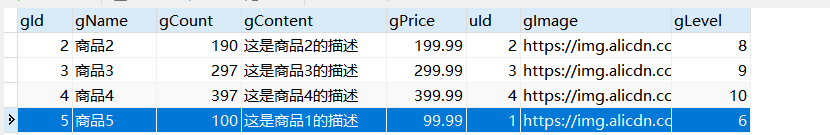 gId gName gCount gContent gPrice uId gImage gLevel
2 商品2 190 这是商品2的描述 199.99 2 https://img.alicdn.cc 8
3 商品3 297 这是商品3的描述 299.99 3 https://img.alicdn.cc 9
4 商品4 397 这是商品4的描述 399.99 4 https://img.alicdn.cc 10
5 商品5 100 这是商品1的描述 99.99 1 https://img.alicdn.cc 6